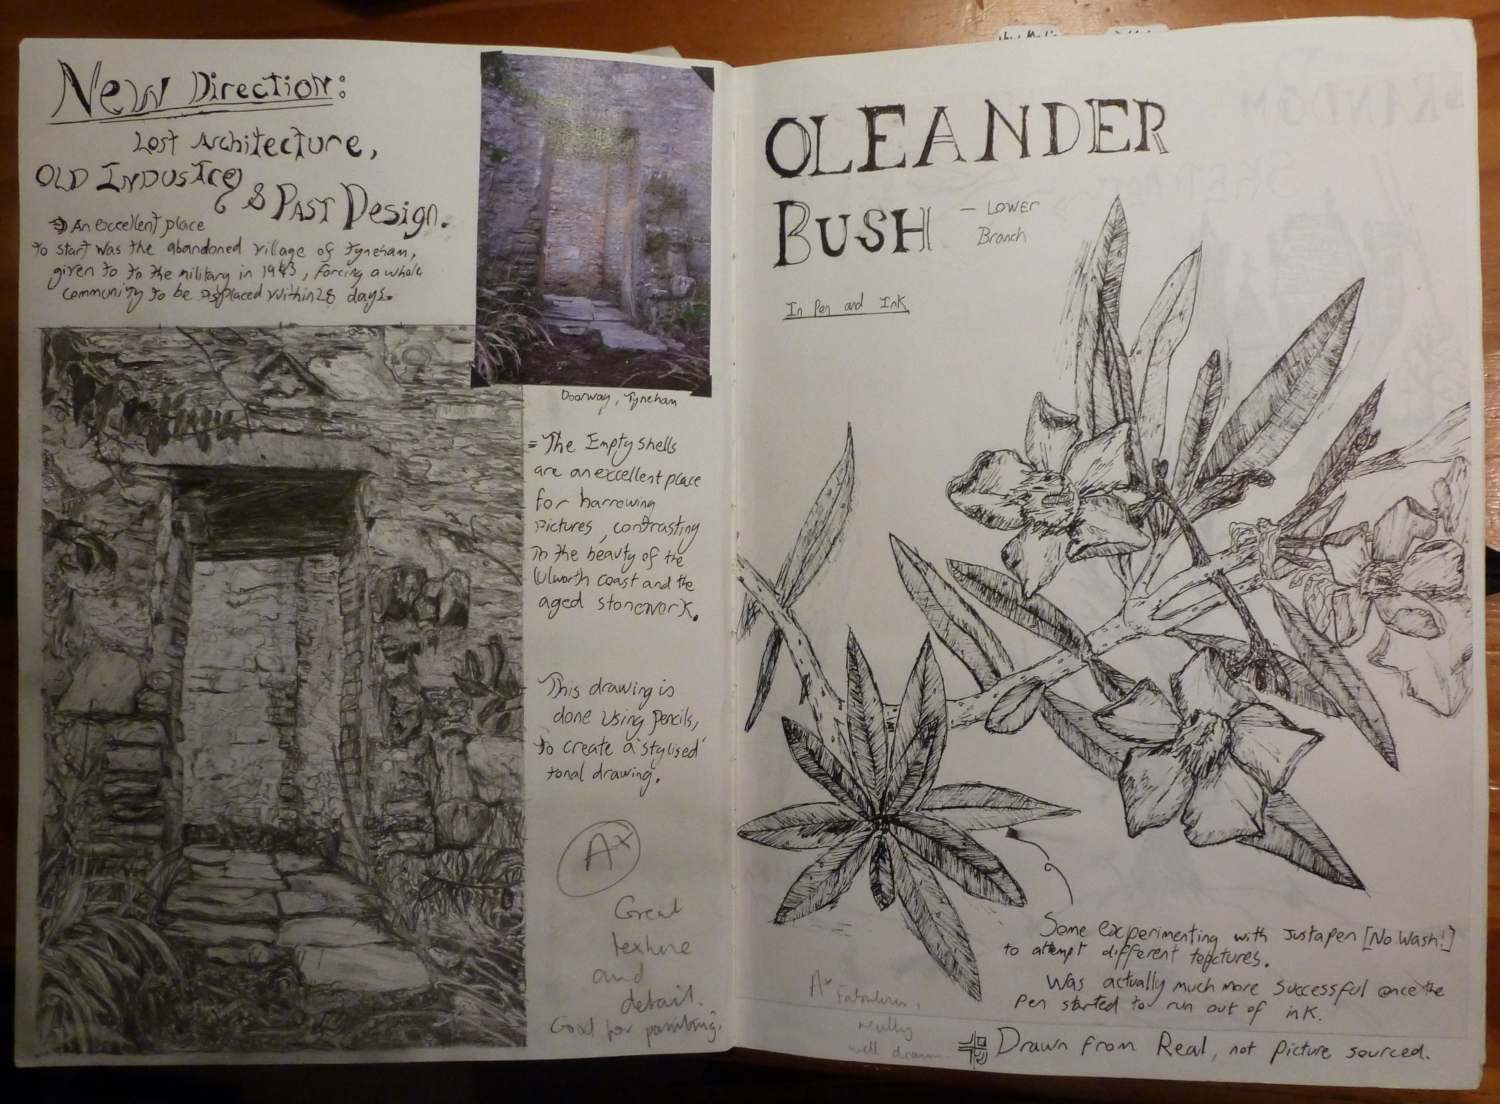 New Direction:
Lost Architecture,
OLD INDUSTRY
& PAST Design.
→ An excellent place
to start was the abandoned village of Tyneham,
given to to the military in 1943, forcing a whole
community to be displaced within 28 days.
Doorway, Tyneham
= The Empty shells
are an excellent place
for harrowing
pictures, contrasting
in the beauty of the
Lulworth coast and the
aged stonework.
This drawing is
done using pencils,
to create a 'stylised'
tonal drawing.
A*
Great
texture
and
detail.
Good for painting.
OLEANDER
BUSH
– LOWER
Branch
In Pen and Ink
Some experimenting with Just a pen [No Wash!]
to attempt different textures.
Was actually much more successful once the
pen started to run out of ink.
A* Fabulous,
really
well drawn
Drawn from Real, not picture sourced.
RANDOM